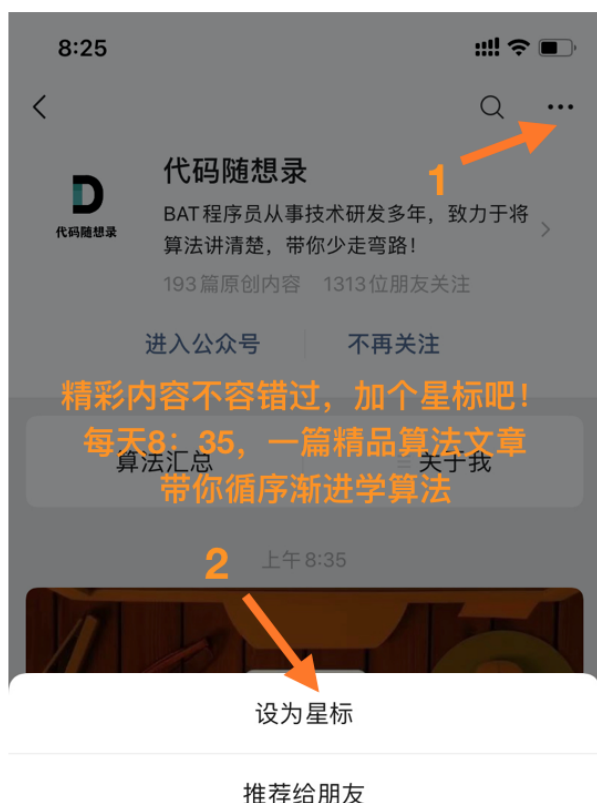 8:25
代码随想录
1
代码随想录
BAT程序员从事技术研发多年，致力于将
算法讲清楚，带你少走弯路！
193篇原创内容 1313位朋友关注
进入公众号 不再关注
精彩内容不容错过，加个星标吧！
每天8：35，一篇精品算法文章
算法汇总 关于我
带你循序渐进学算法
2 上午8:35
设为星标
推荐给朋友